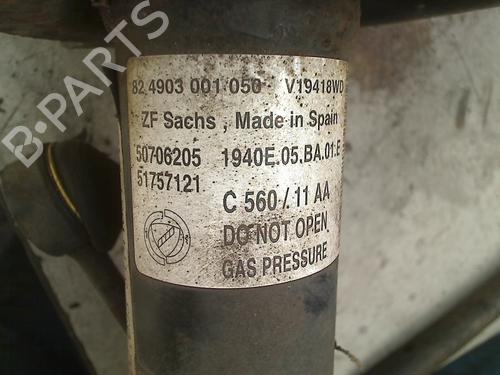 B-PARTS
82 4903 001 050 V19418WD
ZF Sachs , Made in Spain
50706205 1940E.05.BA.01.E
51757121
C 560 / 11 AA
DO NOT OPEN
GAS PRESSURE